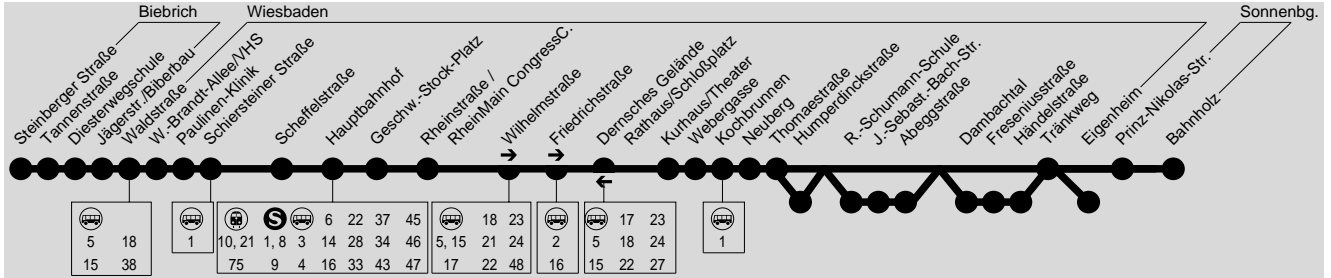 Biebrich
Wiesbaden
Sonnenbg.
Steinberger Straße
Tannenstraße
Diesterwegschule
Jägerstr./Biberbau
Waldstraße
W.-Brandt-Allee/VHS
Paulinen-Klinik
Schiersteiner Straße
Scheffelstraße
Hauptbahnhof
Geschw.-Stock-Platz
Rheinstraße /
RheinMain CongressC.
Wilhelmstraße
Friedrichstraße
Dernsches Gelände
Rathaus/Schloßplatz
Kurhaus/Theater
Webergasse
Kochbrunnen
Neuberg
Thomaestraße
Humperdinckstraße
R.-Schumann-Schule
J.-Sebast.-Bach-Str.
Abeggstraße
Dambachtal
Freseniusstraße
Händelstraße
Tränkweg
Eigenheim
Prinz-Nikolas-Str.
Bahnholz
5 18
15 38
1
S 6 22 37 45
10, 21 1, 8 3 14 28 34 46
75 9 4 16 33 43 47
18 23
5, 15 21 24
17 22 48
2
16
17 23
5 18 24
15 22 27
1